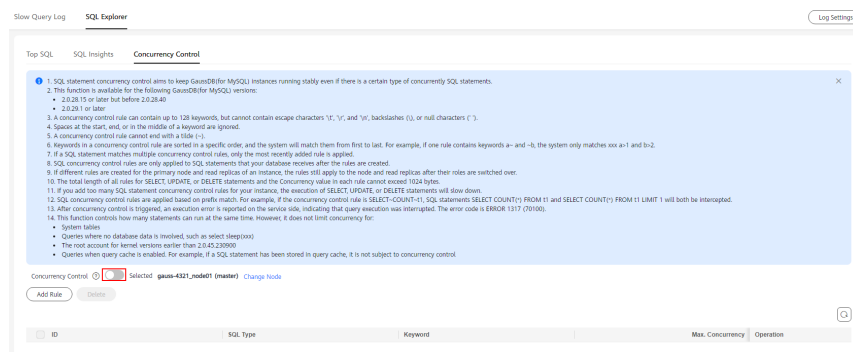 Slow Query Log SQL Explorer Log Settings
Top SQL SQL Insights Concurrency Control
1. SQL statement concurrency control aims to keep GaussDB(for MySQL) instances running stably even if there is a certain type of concurrently SQL statements.
2. This function is available for the following GaussDB(for MySQL) versions:
• 2.0.28.15 or later but before 2.0.28.40
• 2.0.29.1 or later
3. A concurrency control rule can contain up to 128 keywords, but cannot contain escape characters '\t', '\r', and '\n', backslashes (\), or null characters (' ').
4. Spaces at the start, end, or in the middle of a keyword are ignored.
5. A concurrency control rule cannot end with a tilde (~).
6. Keywords in a concurrency control rule are sorted in a specific order, and the system will match them from first to last. For example, if one rule contains keywords a~ and ~b, the system only matches xxx a>1 and b>2.
7. If a SQL statement matches multiple concurrency control rules, only the most recently added rule is applied.
8. SQL concurrency control rules are only applied to SQL statements that your database receives after the rules are created.
9. If different rules are created for the primary node and read replicas of an instance, the rules still apply to the node and read replicas after their roles are switched over.
10. The total length of all rules for SELECT, UPDATE, or DELETE statements and the Concurrency value in each rule cannot exceed 1024 bytes.
11. If you add too many SQL statement concurrency control rules for your instance, the execution of SELECT, UPDATE, or DELETE statements will slow down.
12. SQL concurrency control rules are applied based on prefix match. For example, if the concurrency control rule is SELECT~COUNT~t1, SQL statements SELECT COUNT(*) FROM t1 and SELECT COUNT(*) FROM t1 LIMIT 1 will both be intercepted.
13. After concurrency control is triggered, an execution error is reported on the service side, indicating that query execution was interrupted. The error code is ERROR 1317 (70100).
14. This function controls how many statements can run at the same time. However, it does not limit concurrency for:
• System tables
• Queries where no database data is involved, such as select sleep(xxx)
• The root account for kernel versions earlier than 2.0.45.230900
• Queries when query cache is enabled. For example, if a SQL statement has been stored in query cache, it is not subject to concurrency control
Concurrency Control Selected gauss-4321_node01 (master) Change Node
Add Rule Delete
ID SQL Type Keyword Max. Concurrency Operation